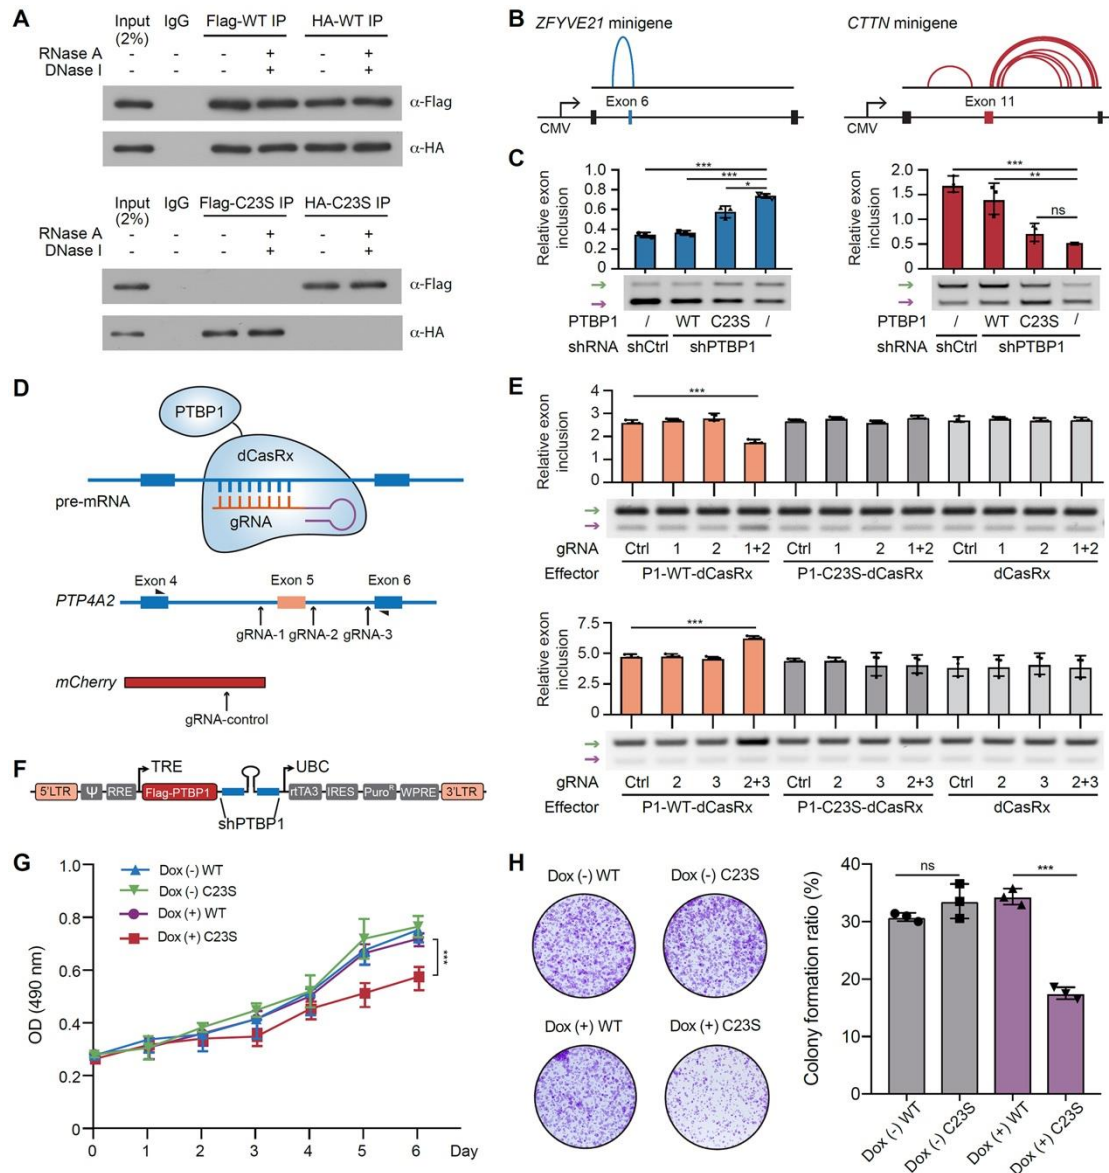 A
Input (2%) IgG Flag-WT IP HA-WT IP
RNase A - - - + - +
DNase I - - - + - +
α-Flag
α-HA
Input (2%) IgG Flag-C23S IP HA-C23S IP
RNase A - - - + - +
DNase I - - - + - +
α-Flag
α-HA
B
ZFYVE21 minigene
CMV
Exon 6
CTTN minigene
CMV
Exon 11
C
Relative exon inclusion
1.0
0.8
0.6
0.4
0.2
0
***
***
*
PTBP1 / WT C23S /
shRNA shCtrl shPTBP1
Relative exon inclusion
2.0
1.5
1.0
0.5
0
***
**
ns
PTBP1 / WT C23S /
shRNA shCtrl shPTBP1
D
PTBP1
dCasRx
pre-mRNA
gRNA
Exon 4 Exon 5 Exon 6
PTP4A2
gRNA-1 gRNA-2 gRNA-3
mCherry
gRNA-control
E
Relative exon inclusion
4
3
2
1
0
***
gRNA Ctrl 1 2 1+2 Ctrl 1 2 1+2 Ctrl 1 2 1+2
Effector P1-WT-dCasRx P1-C23S-dCasRx dCasRx
Relative exon inclusion
7.5
5.0
2.5
0
***
gRNA Ctrl 2 3 2+3 Ctrl 2 3 2+3 Ctrl 2 3 2+3
Effector P1-WT-dCasRx P1-C23S-dCasRx dCasRx
F
TRE UBC
5'LTR Ψ RRE Flag-PTBP1 rtTA3 IRES Puroᴿ WPRE 3'LTR
shPTBP1
G
OD (490 nm)
1.0
0.8
0.6
0.4
0.2
0
Dox (-) WT
Dox (-) C23S
Dox (+) WT
Dox (+) C23S
***
0 1 2 3 4 5 6 Day
H
Dox (-) WT Dox (-) C23S
Dox (+) WT Dox (+) C23S
Colony formation ratio (%)
40
30
20
10
0
ns
***
Dox (-) WT
Dox (-) C23S
Dox (+) WT
Dox (+) C23S